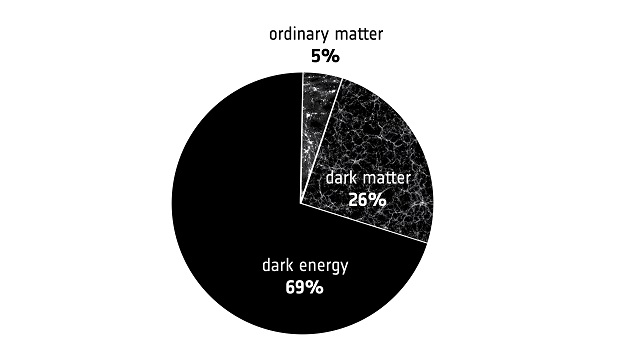 ordinary matter
5%
dark matter
26%
dark energy
69%